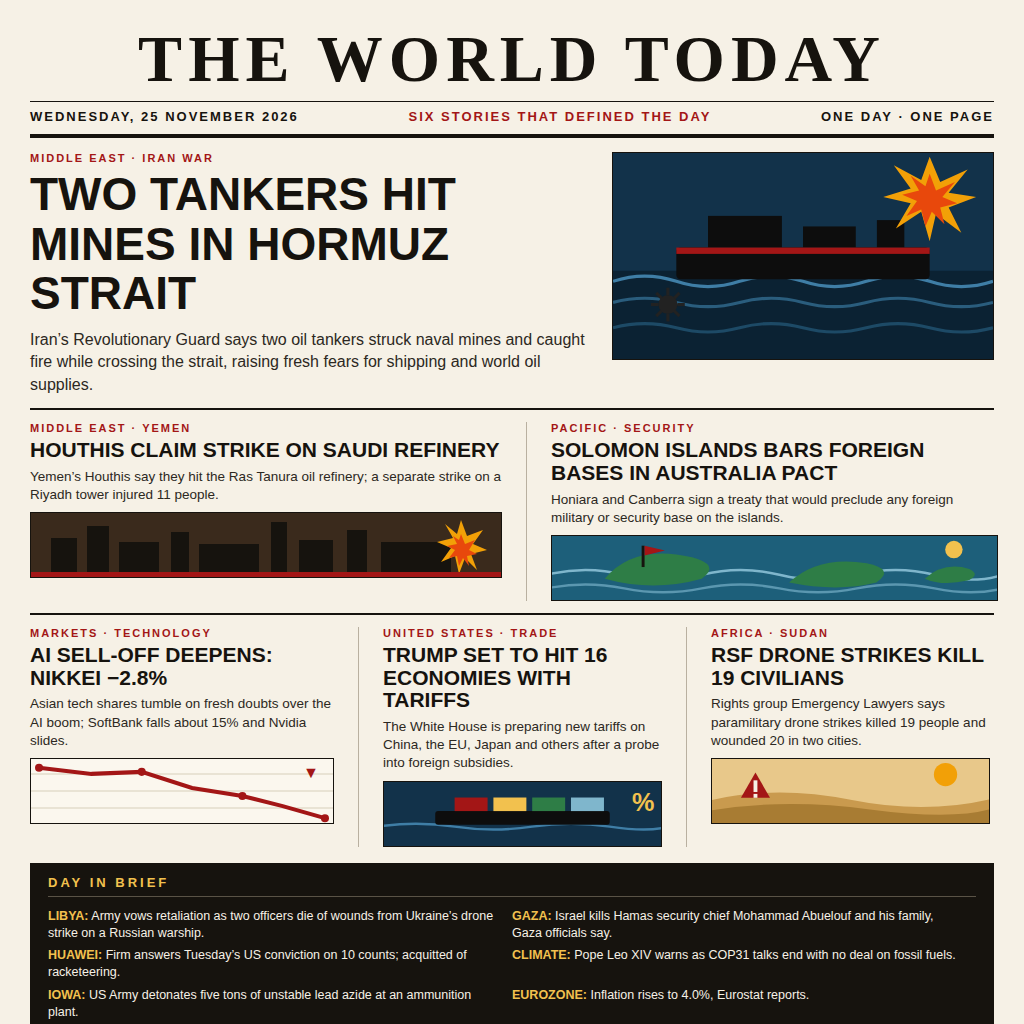 THE WORLD TODAY
WEDNESDAY, 25 NOVEMBER 2026
SIX STORIES THAT DEFINED THE DAY
ONE DAY · ONE PAGE
MIDDLE EAST · IRAN WAR
TWO TANKERS HIT
MINES IN HORMUZ
STRAIT
Iran’s Revolutionary Guard says two oil tankers struck naval mines and caught
fire while crossing the strait, raising fresh fears for shipping and world oil
supplies.
MIDDLE EAST · YEMEN
HOUTHIS CLAIM STRIKE ON SAUDI REFINERY
Yemen’s Houthis say they hit the Ras Tanura oil refinery; a separate strike on a
Riyadh tower injured 11 people.
PACIFIC · SECURITY
SOLOMON ISLANDS BARS FOREIGN
BASES IN AUSTRALIA PACT
Honiara and Canberra sign a treaty that would preclude any foreign
military or security base on the islands.
MARKETS · TECHNOLOGY
AI SELL-OFF DEEPENS:
NIKKEI −2.8%
Asian tech shares tumble on fresh doubts over the
AI boom; SoftBank falls about 15% and Nvidia
slides.
▼
UNITED STATES · TRADE
TRUMP SET TO HIT 16
ECONOMIES WITH
TARIFFS
The White House is preparing new tariffs on
China, the EU, Japan and others after a probe
into foreign subsidies.
%
AFRICA · SUDAN
RSF DRONE STRIKES KILL
19 CIVILIANS
Rights group Emergency Lawyers says
paramilitary drone strikes killed 19 people and
wounded 20 in two cities.
DAY IN BRIEF
LIBYA: Army vows retaliation as two officers die of wounds from Ukraine’s drone
strike on a Russian warship.
GAZA: Israel kills Hamas security chief Mohammad Abuelouf and his family,
Gaza officials say.
HUAWEI: Firm answers Tuesday’s US conviction on 10 counts; acquitted of
racketeering.
CLIMATE: Pope Leo XIV warns as COP31 talks end with no deal on fossil fuels.
IOWA: US Army detonates five tons of unstable lead azide at an ammunition
plant.
EUROZONE: Inflation rises to 4.0%, Eurostat reports.